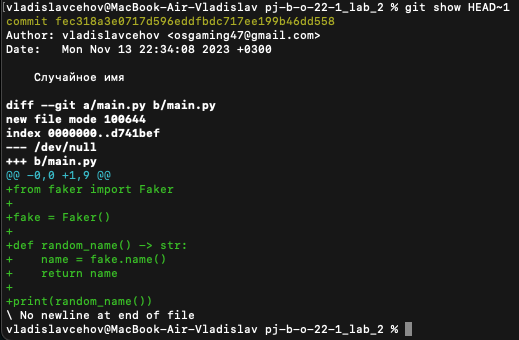 [vladislavcehov@MacBook-Air-Vladislav pj-b-o-22-1_lab_2 % git show HEAD~1
commit fec318a3e0717d596eddfbdc717ee199b46dd558
Author: vladislavcehov <osgaming47@gmail.com>
Date:   Mon Nov 13 22:34:08 2023 +0300

    Случайное имя

diff --git a/main.py b/main.py
new file mode 100644
index 0000000..d741bef
--- /dev/null
+++ b/main.py
@@ -0,0 +1,9 @@
+from faker import Faker
+
+fake = Faker()
+
+def random_name() -> str:
+    name = fake.name()
+    return name
+
+print(random_name())
\ No newline at end of file
vladislavcehov@MacBook-Air-Vladislav pj-b-o-22-1_lab_2 %